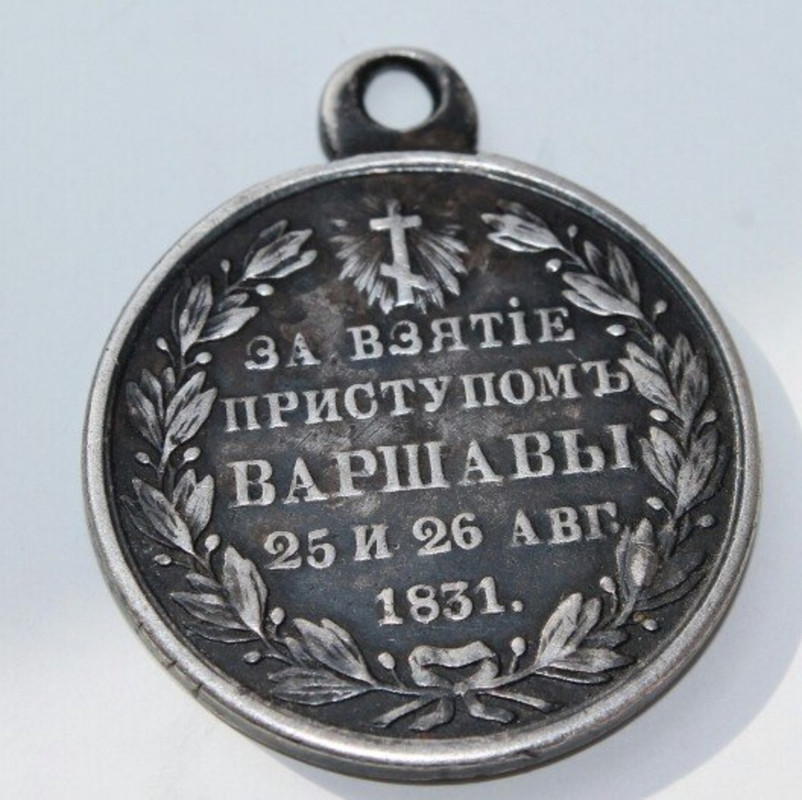 ЗА ВЗЯТІЕ
ПРИСТУПОМЪ
ВАРШАВЫ
25 И 26 АВГ.
1831.